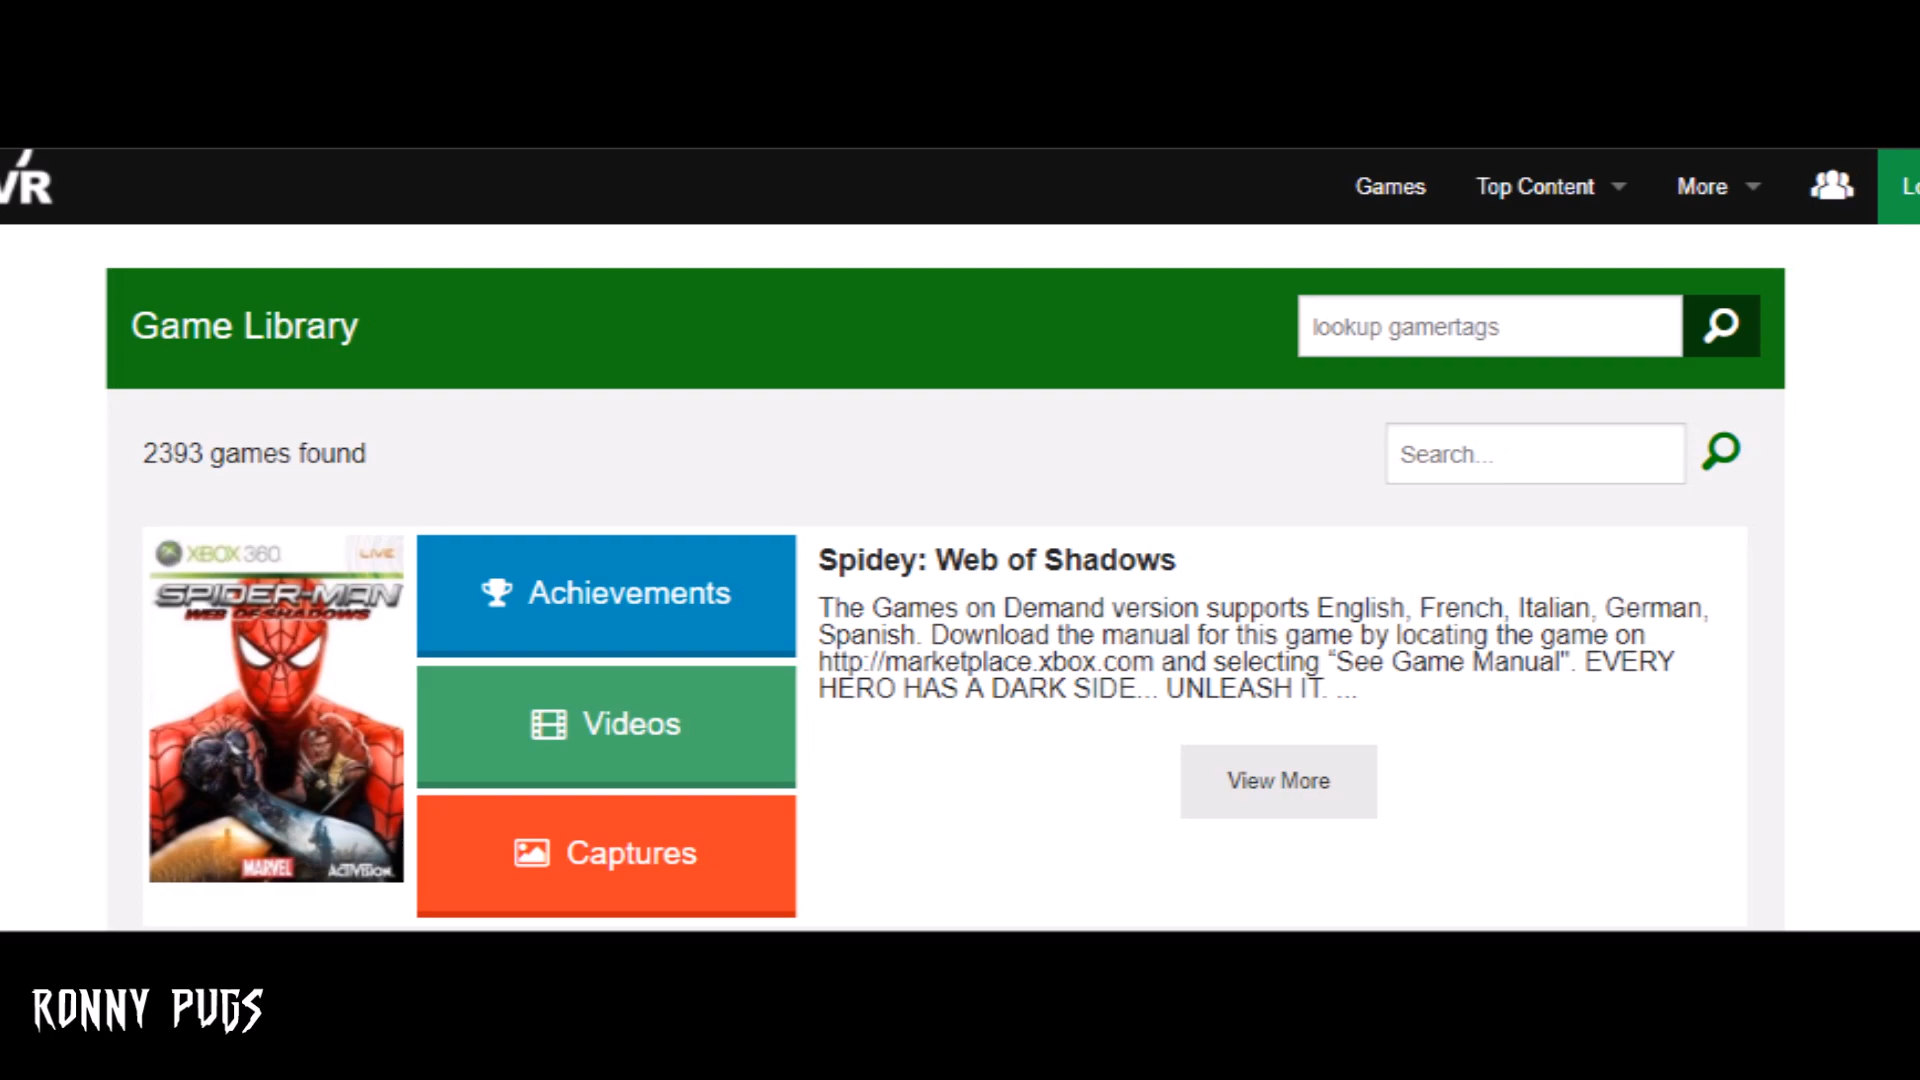 VR
Games
Top Content
More
Lo
Game Library
lookup gamertags
2393 games found
Search...
XBOX 360
LIVE
SPIDER-MAN
WEB OF SHADOWS
MARVEL
ACTIVISION
Achievements
Videos
Captures
Spidey: Web of Shadows
The Games on Demand version supports English, French, Italian, German,
Spanish. Download the manual for this game by locating the game on
http://marketplace.xbox.com and selecting “See Game Manual". EVERY
HERO HAS A DARK SIDE... UNLEASH IT. ...
View More
RONNY PUGS